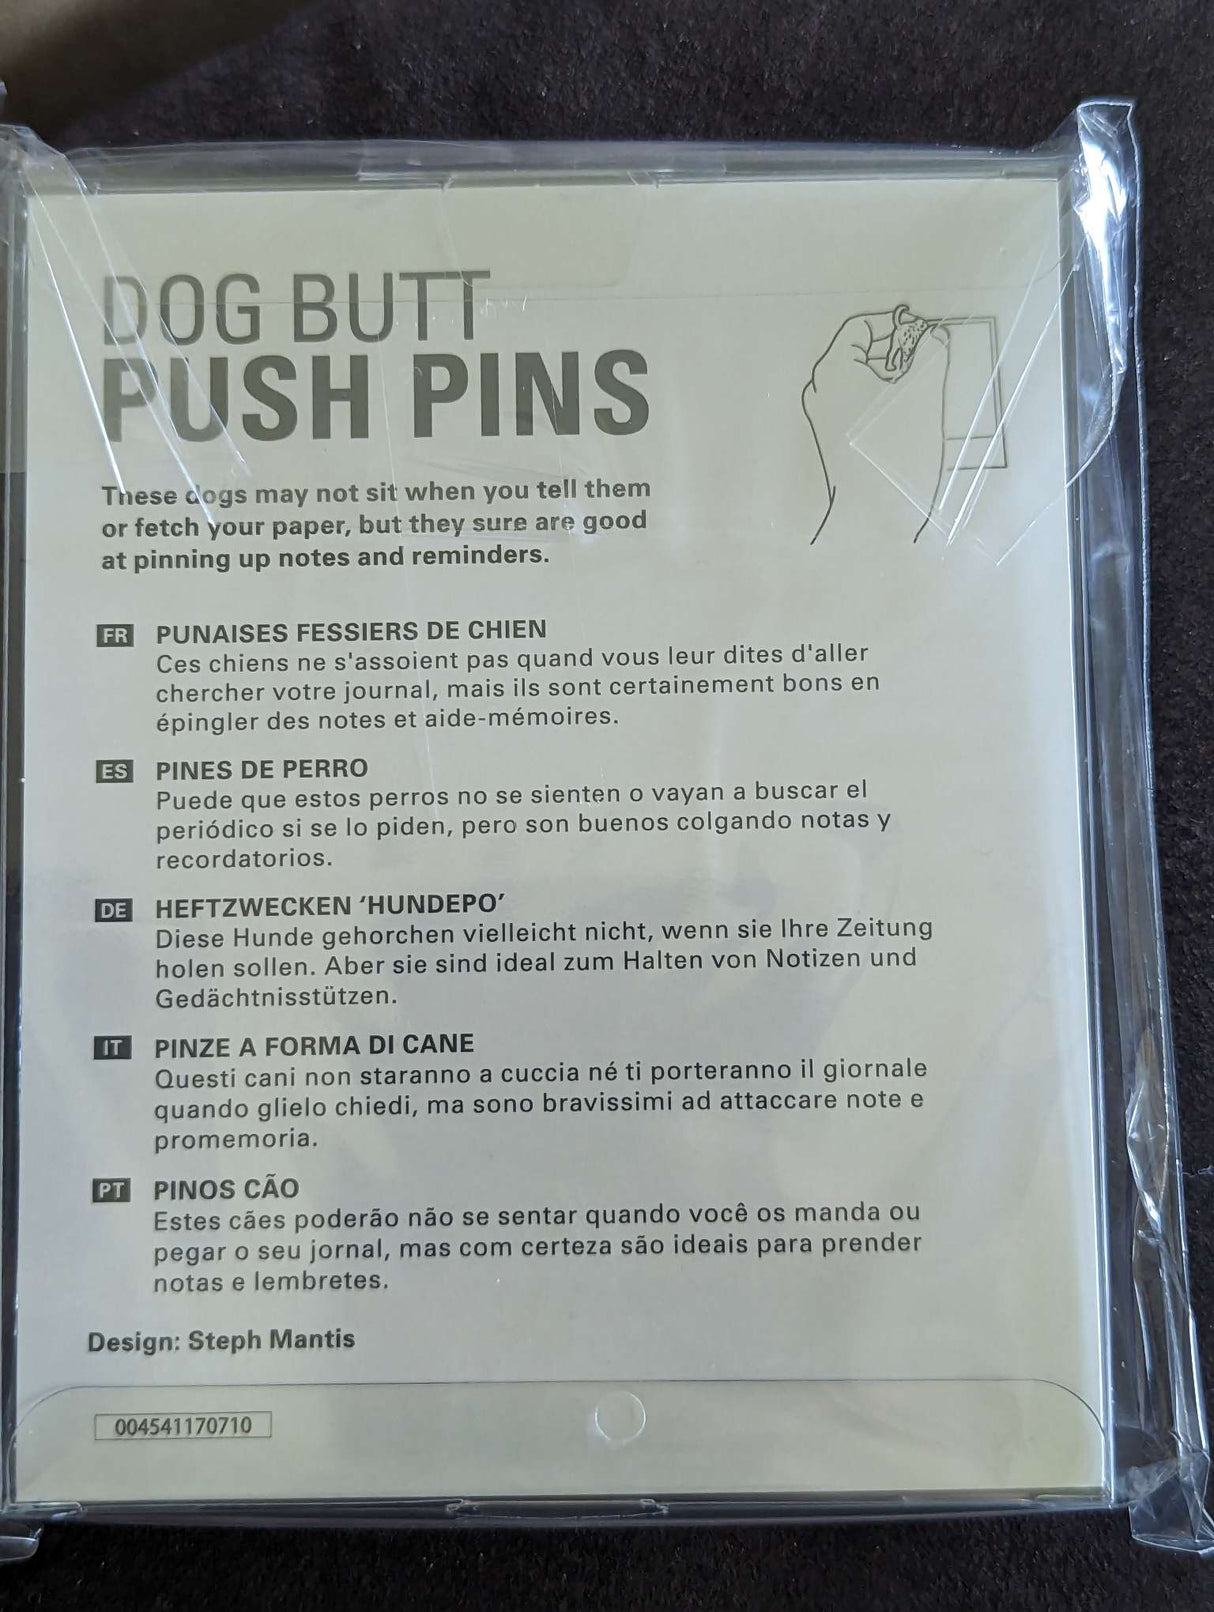 DOG BUTT
PUSH PINS
These dogs may not sit when you tell them
or fetch your paper, but they sure are good
at pinning up notes and reminders.
FR PUNAISES FESSIERS DE CHIEN
Ces chiens ne s'assoient pas quand vous leur dites d'aller
chercher votre journal, mais ils sont certainement bons en
épingler des notes et aide-mémoires.
ES PINES DE PERRO
Puede que estos perros no se sienten o vayan a buscar el
periódico si se lo piden, pero son buenos colgando notas y
recordatorios.
DE HEFTZWECKEN ‘HUNDEPO’
Diese Hunde gehorchen vielleicht nicht, wenn sie Ihre Zeitung
holen sollen. Aber sie sind ideal zum Halten von Notizen und
Gedächtnisstützen.
IT PINZE A FORMA DI CANE
Questi cani non staranno a cuccia né ti porteranno il giornale
quando glielo chiedi, ma sono bravissimi ad attaccare note e
promemoria.
PT PINOS CÃO
Estes cães poderão não se sentar quando você os manda ou
pegar o seu jornal, mas com certeza são ideais para prender
notas e lembretes.
Design: Steph Mantis
004541170710